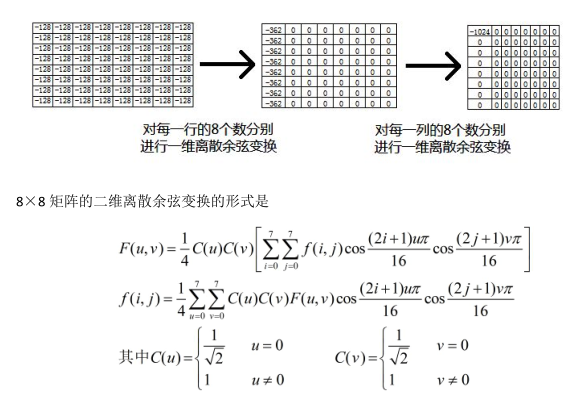 -128 -128 -128 -128 -128 -128 -128 -128
-128 -128 -128 -128 -128 -128 -128 -128
-128 -128 -128 -128 -128 -128 -128 -128
-128 -128 -128 -128 -128 -128 -128 -128
-128 -128 -128 -128 -128 -128 -128 -128
-128 -128 -128 -128 -128 -128 -128 -128
-128 -128 -128 -128 -128 -128 -128 -128
-128 -128 -128 -128 -128 -128 -128 -128
-362 0 0 0 0 0 0 0
-362 0 0 0 0 0 0 0
-362 0 0 0 0 0 0 0
-362 0 0 0 0 0 0 0
-362 0 0 0 0 0 0 0
-362 0 0 0 0 0 0 0
-362 0 0 0 0 0 0 0
-362 0 0 0 0 0 0 0
-1024 0 0 0 0 0 0 0
0 0 0 0 0 0 0 0
0 0 0 0 0 0 0 0
0 0 0 0 0 0 0 0
0 0 0 0 0 0 0 0
0 0 0 0 0 0 0 0
0 0 0 0 0 0 0 0
0 0 0 0 0 0 0 0
对每一行的8个数分别
进行一维离散余弦变换
对每一列的8个数分别
进行一维离散余弦变换
8×8 矩阵的二维离散余弦变换的形式是
F(u,v)=1/4 C(u)C(v)[∑_{i=0}^{7} ∑_{j=0}^{7} f(i,j)cos (2i+1)uπ/16 cos (2j+1)vπ/16]
f(i,j)=1/4 ∑_{u=0}^{7} ∑_{v=0}^{7} C(u)C(v)F(u,v)cos (2i+1)uπ/16 cos (2j+1)vπ/16
其中C(u)={ 1/√2 u=0
1 u≠0
C(v)={ 1/√2 v=0
1 v≠0